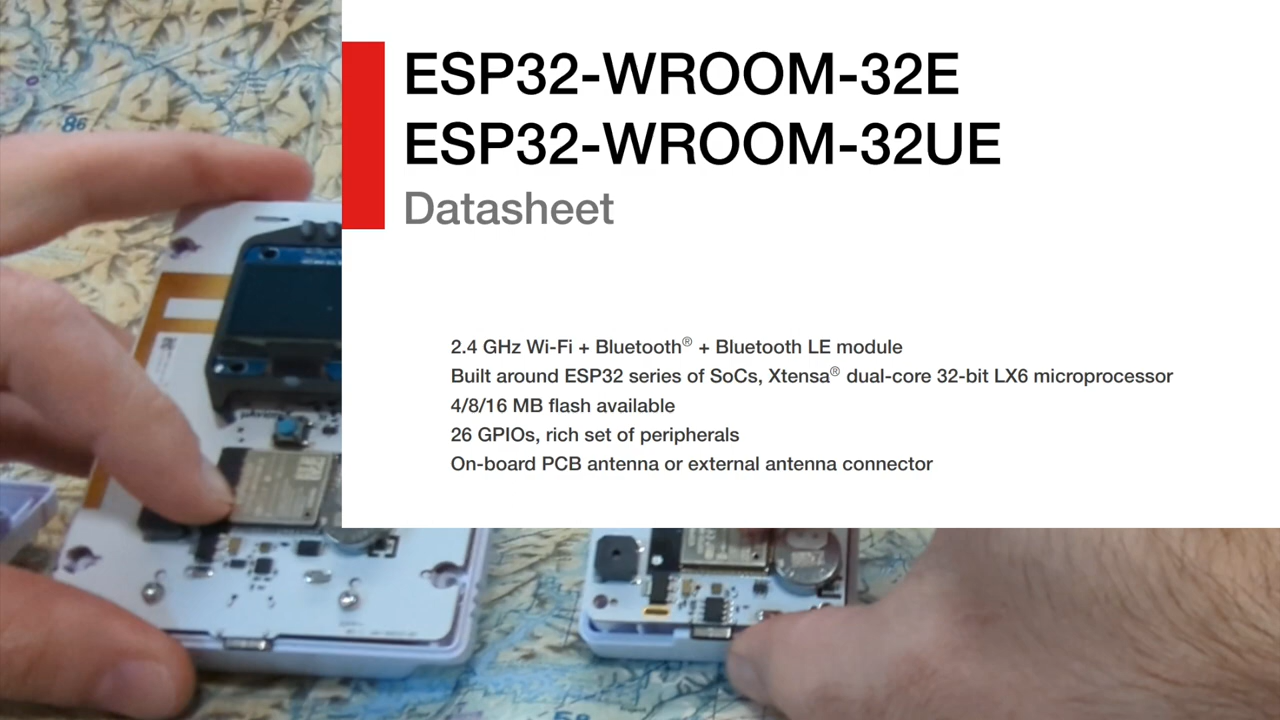 ESP32-WROOM-32E
ESP32-WROOM-32UE
Datasheet
2.4 GHz Wi-Fi + Bluetooth® + Bluetooth LE module
Built around ESP32 series of SoCs, Xtensa® dual-core 32-bit LX6 microprocessor
4/8/16 MB flash available
26 GPIOs, rich set of peripherals
On-board PCB antenna or external antenna connector
86